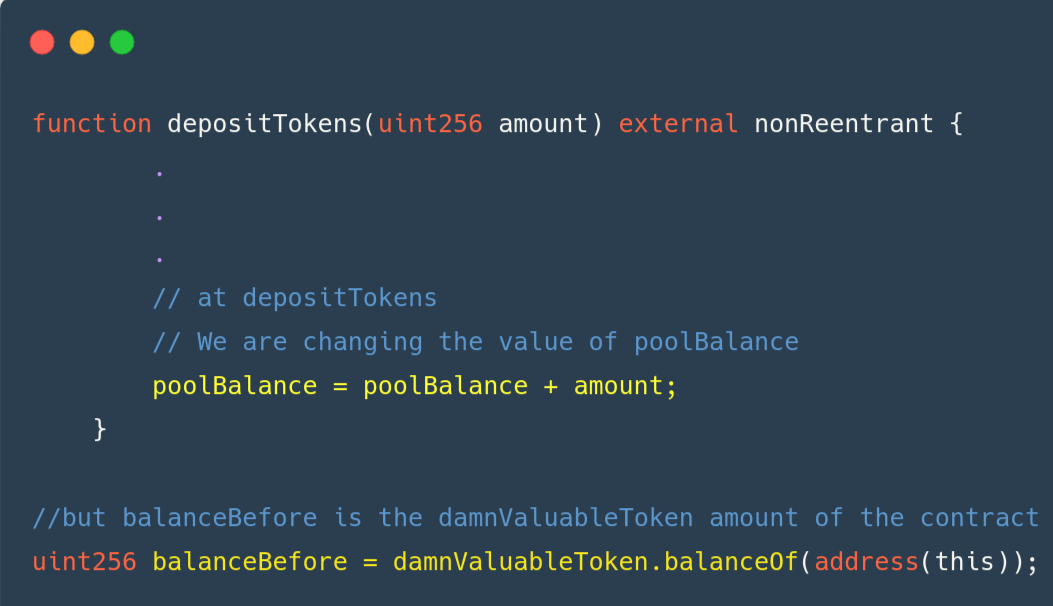 function depositTokens(uint256 amount) external nonReentrant {
.
.
.
// at depositTokens
// We are changing the value of poolBalance
poolBalance = poolBalance + amount;
}
//but balanceBefore is the damnValuableToken amount of the contract
uint256 balanceBefore = damnValuableToken.balanceOf(address(this));